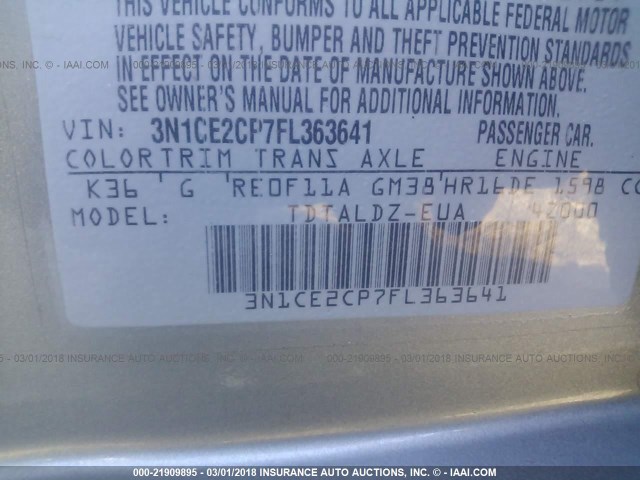 THIS VEHICLE CONFORMS TO ALL APPLICABLE FEDERAL MOTOR
VEHICLE SAFETY, BUMPER AND THEFT PREVENTION STANDARDS
IN EFFECT ON THE DATE OF MANUFACTURE SHOWN ABOVE.
SEE OWNER'S MANUAL FOR ADDITIONAL INFORMATION.
VIN: 3N1CE2CP7FL363641 PASSENGER CAR.
COLORTRIM TRANS AXLE ENGINE
K36 G RE0F11A GM38 HR16DE 1598 CC
MODEL: TDTALDZ-EUA 42000
3N1CE2CP7FL363641
000-21909895 - 03/01/2018 INSURANCE AUTO AUCTIONS INC. © - IAAI.COM